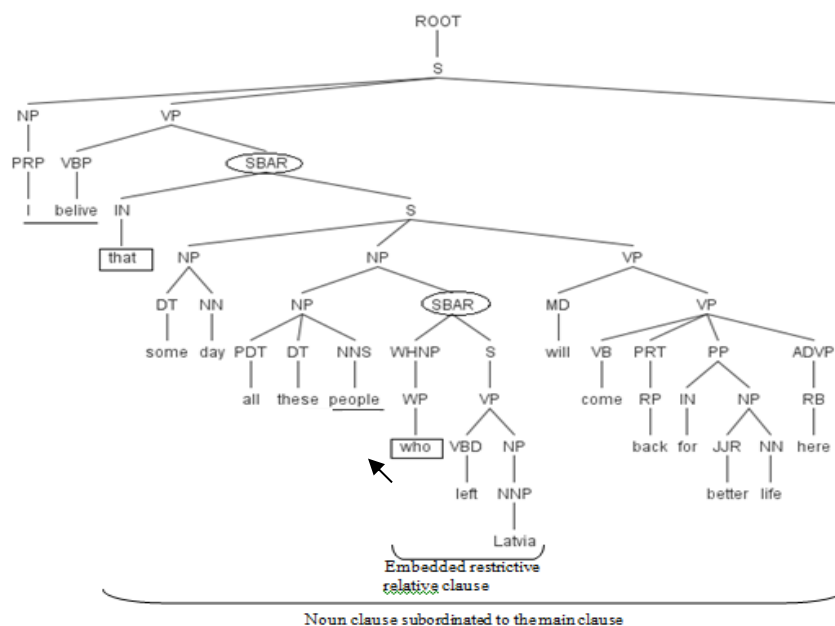 ROOT
S
NP VP
PRP VBP SBAR
I belive IN S
that NP NP VP
DT NN NP SBAR MD VP
some day PDT DT NNS WHNP S will VB PRT PP ADVP
all these people WP VP come RP IN NP RB
who VBD NP back for JJR NN here
left NNP better life
Latvia
Embedded restrictive
relative clause
Noun clause subordinated to the main clause